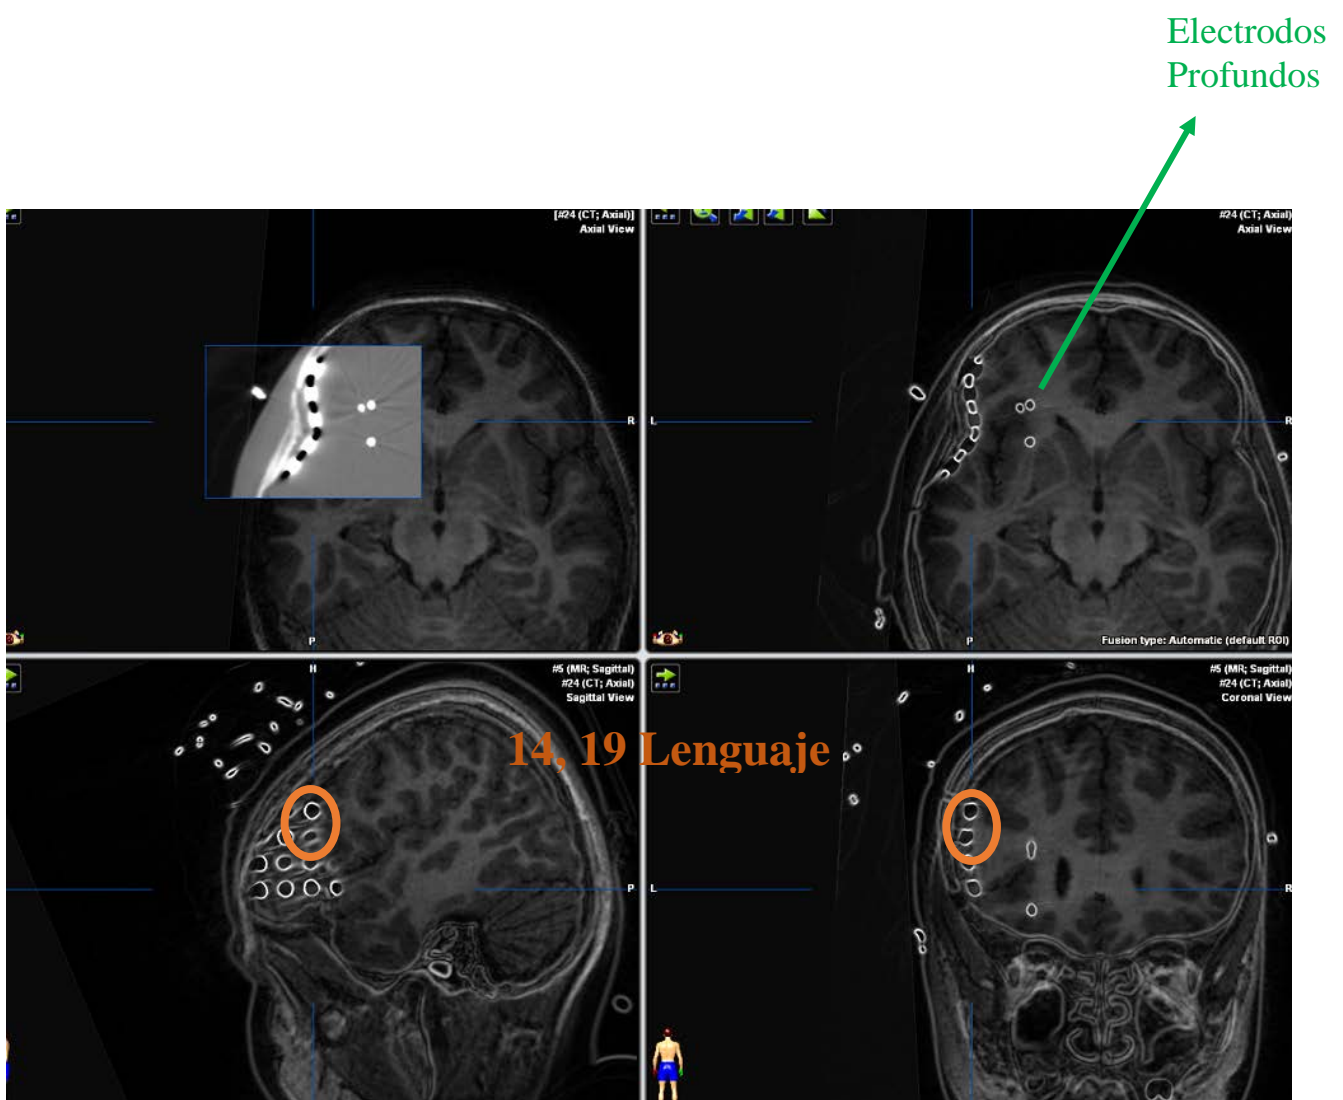 Electrodos
Profundos
[#24 (CT; Axial)]
Axial View
#24 (CT; Axial)
Axial View
R
L
R
P
P
Fusion type: Automatic (default ROI)
H
#5 (MR; Sagittal)
#24 (CT; Axial)
Sagittal View
H
#5 (MR; Sagittal)
#24 (CT; Axial)
Coronal View
14, 19 Lenguaje
P
L
R